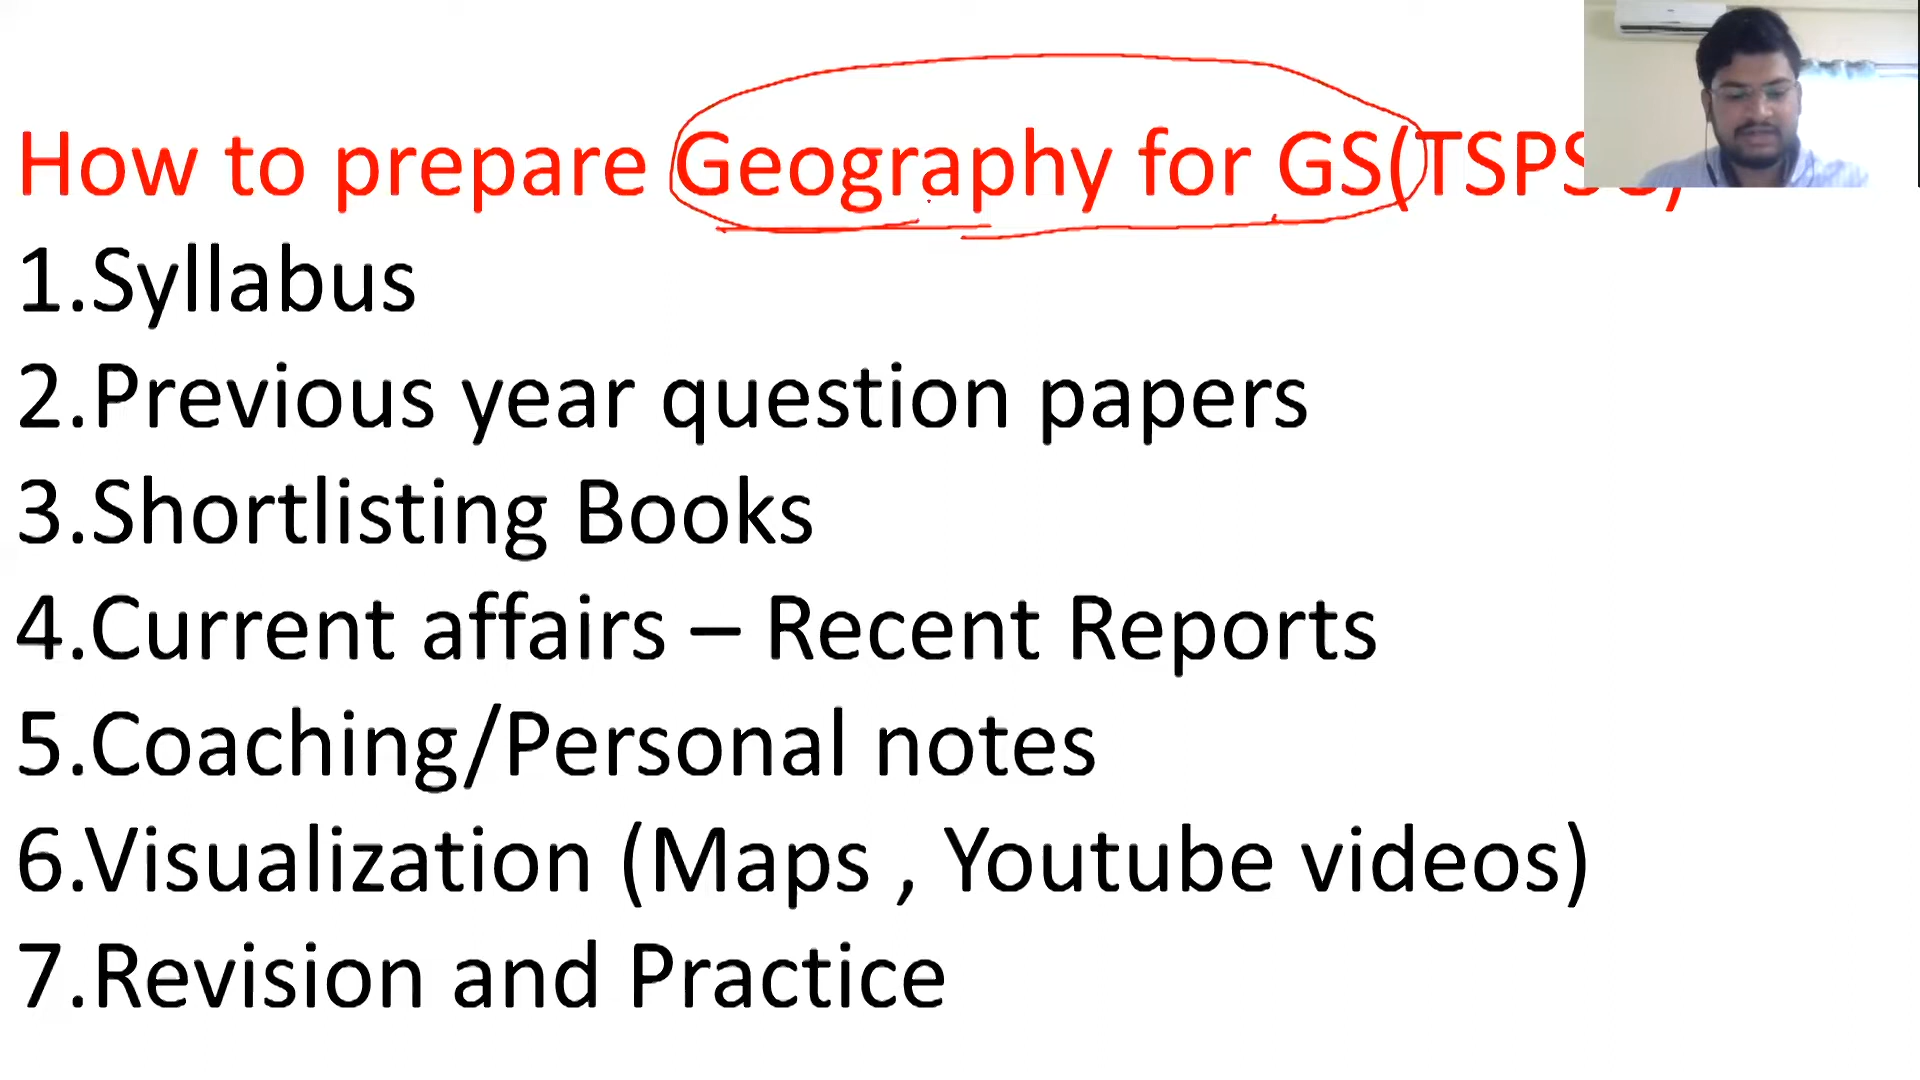 How to prepare Geography for GS(TSPSC)
1.Syllabus
2.Previous year question papers
3.Shortlisting Books
4.Current affairs – Recent Reports
5.Coaching/Personal notes
6.Visualization (Maps , Youtube videos)
7.Revision and Practice